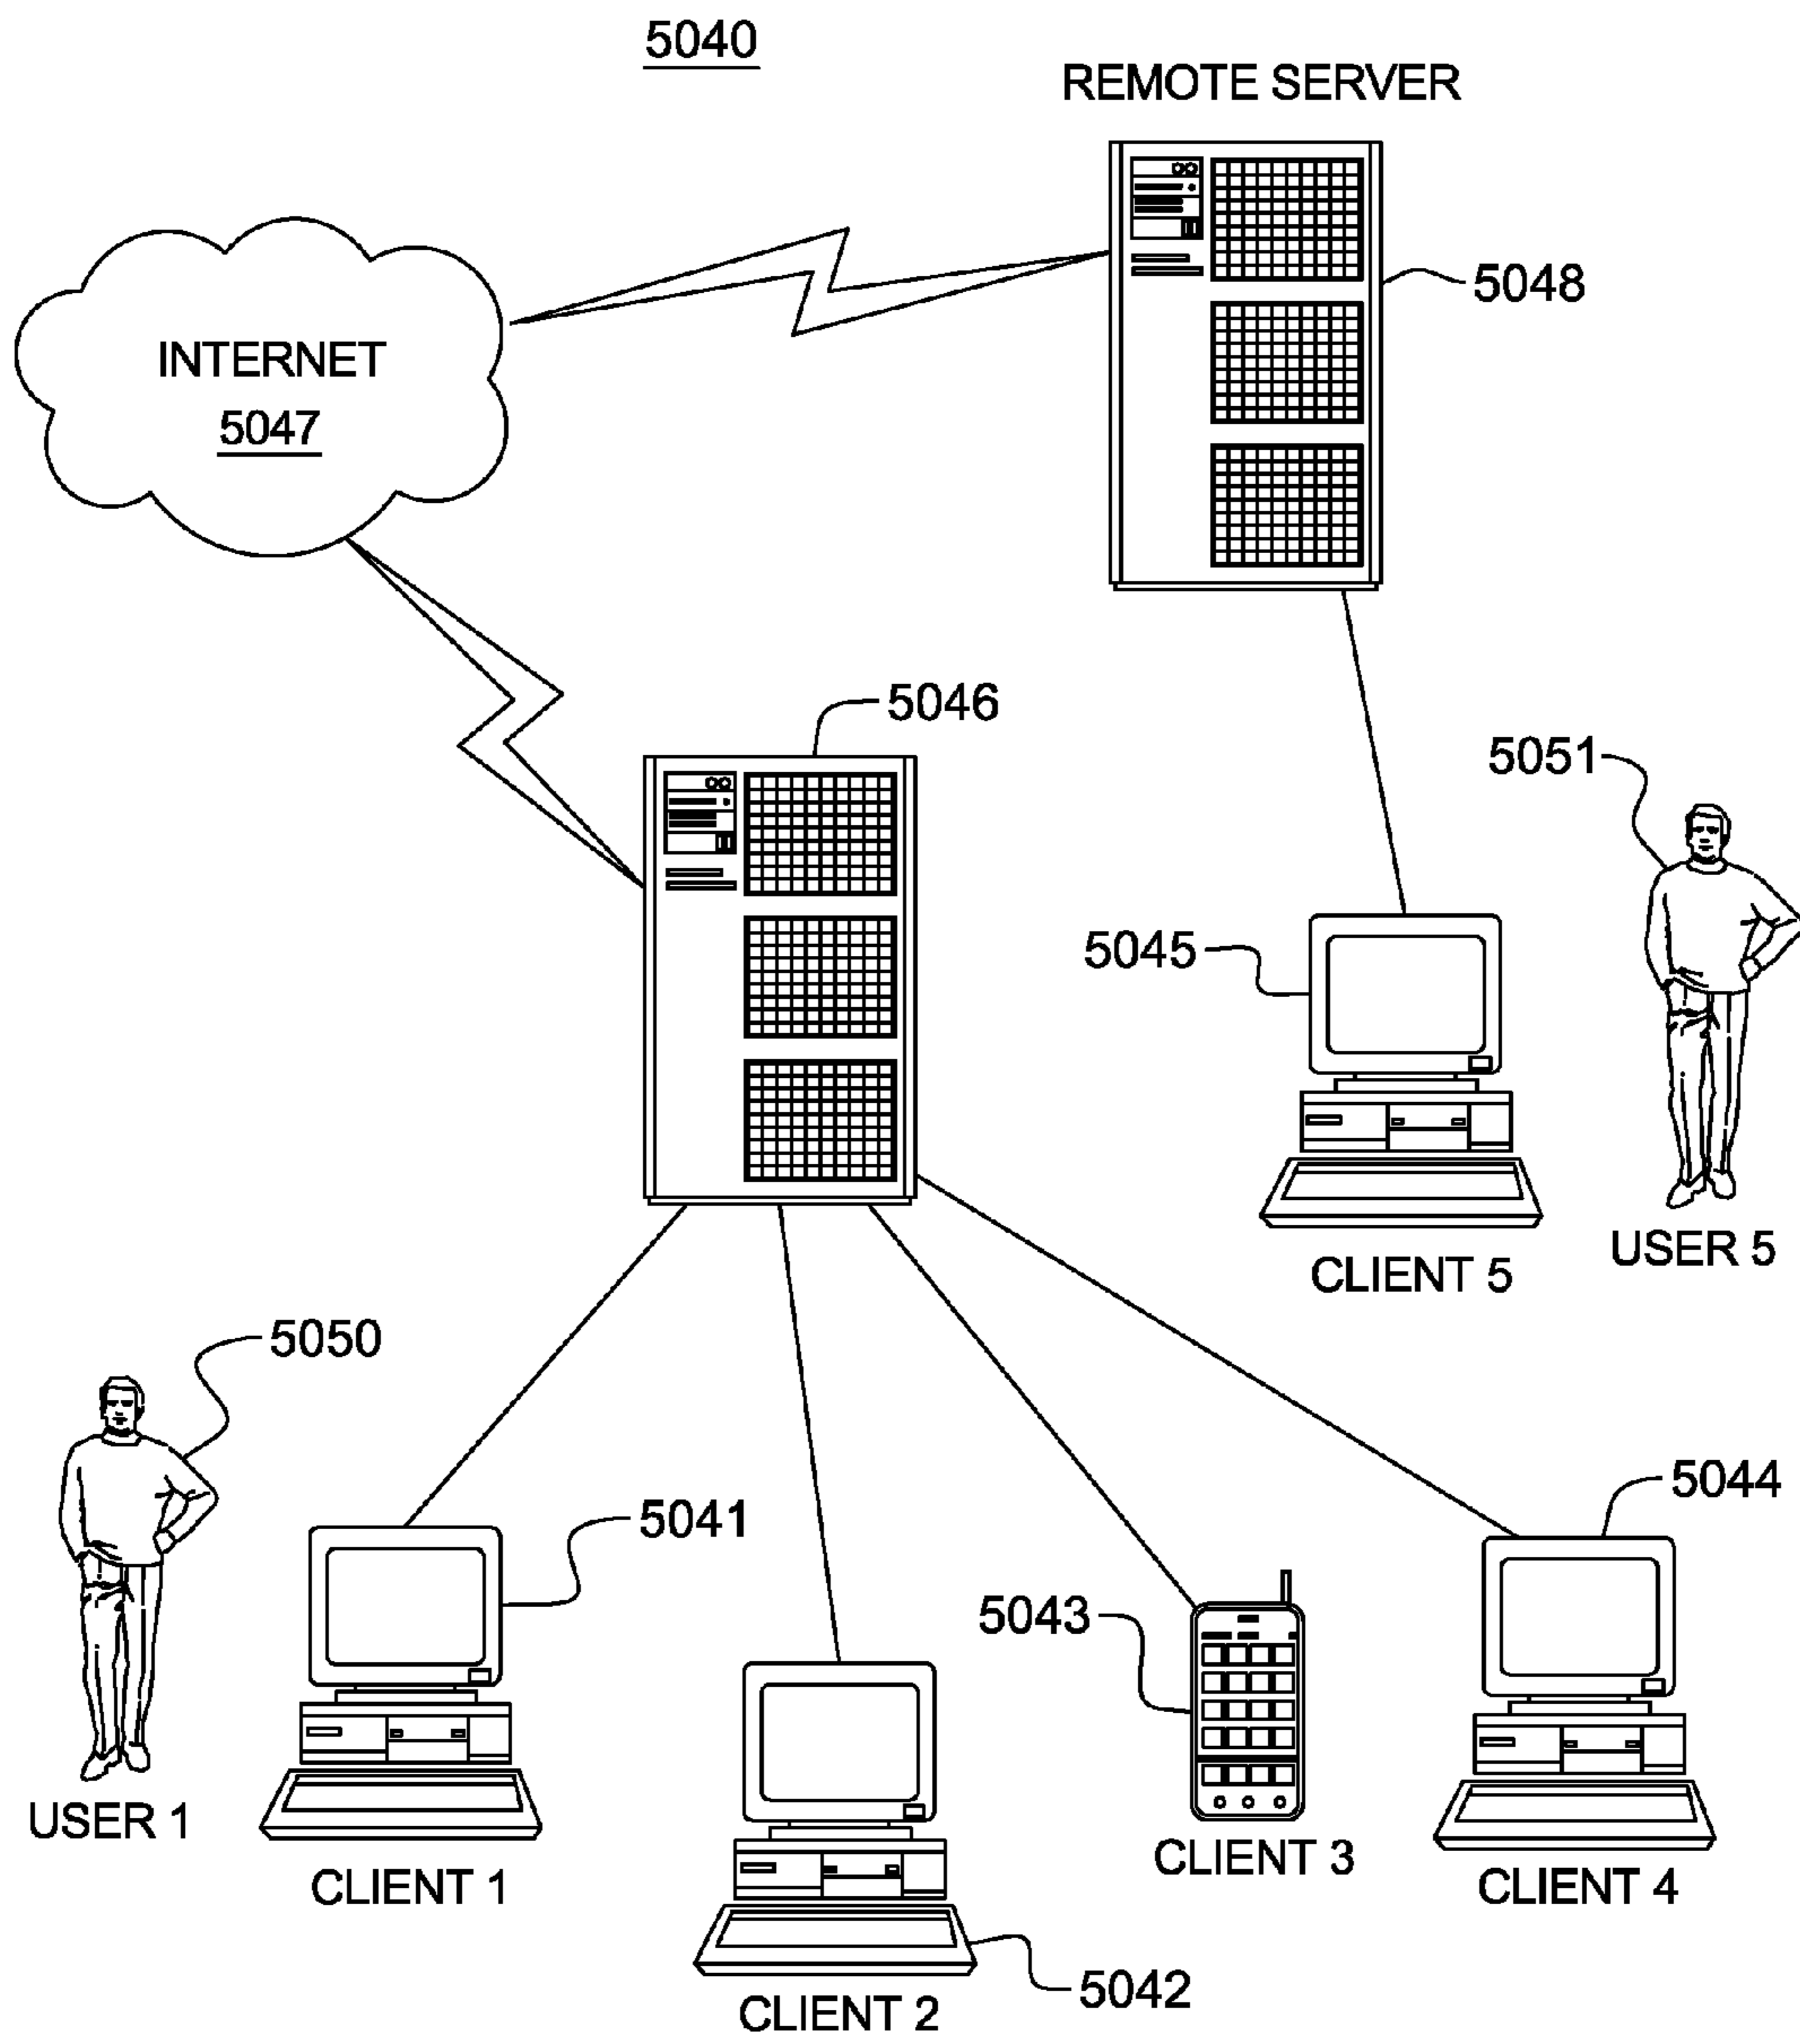 5040
REMOTE SERVER
5048
INTERNET
5047
5046
5051
5045
CLIENT 5
USER 5
5050
5041
5044
5043
USER 1
CLIENT 1
CLIENT 3
CLIENT 4
5042
CLIENT 2